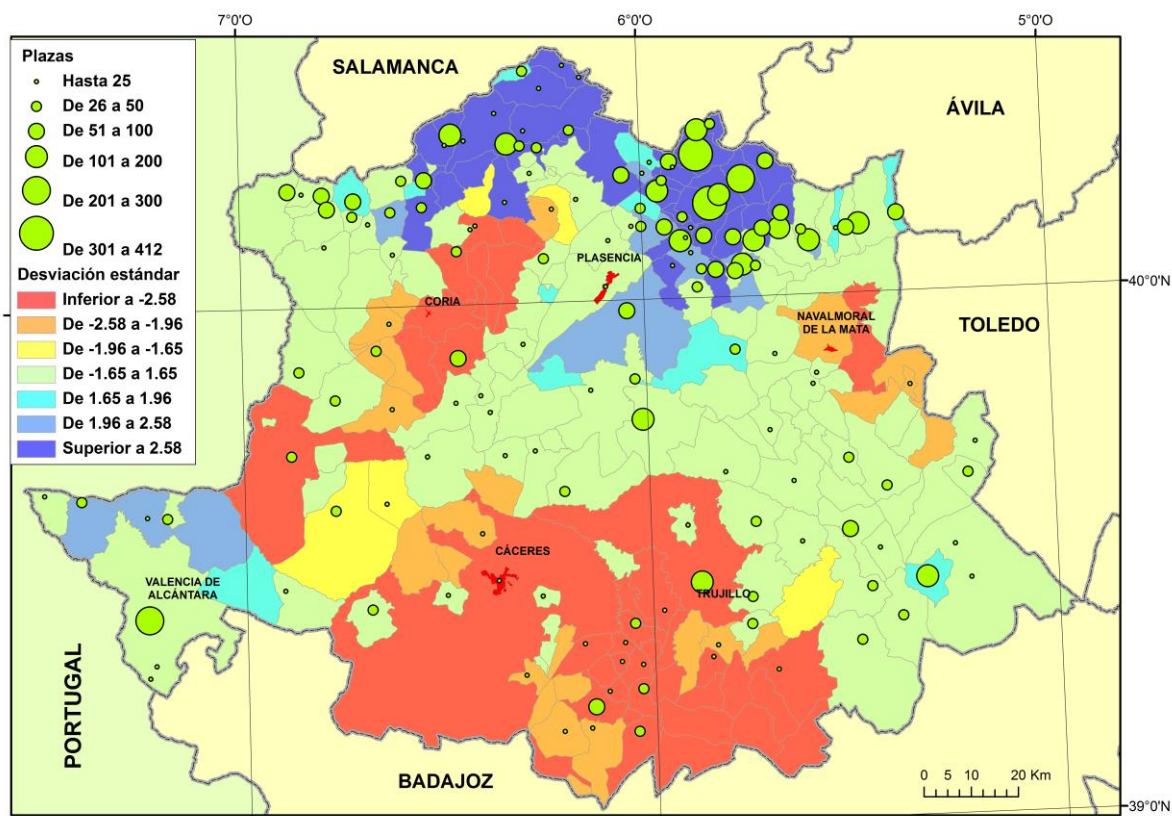 7°0'O
6°0'O
5°0'O
Plazas
Hasta 25
De 26 a 50
De 51 a 100
De 101 a 200
De 201 a 300
De 301 a 412
Desviación estándar
Inferior a -2.58
De -2.58 a -1.96
De -1.96 a -1.65
De -1.65 a 1.65
De 1.65 a 1.96
De 1.96 a 2.58
Superior a 2.58
SALAMANCA
ÁVILA
PLASENCIA
40°0'N
CORIA
NAVALMORAL
DE LA MATA
TOLEDO
CÁCERES
VALENCIA DE
ALCÁNTARA
TRUJILLO
PORTUGAL
BADAJOZ
0 5 10 20 Km
39°0'N